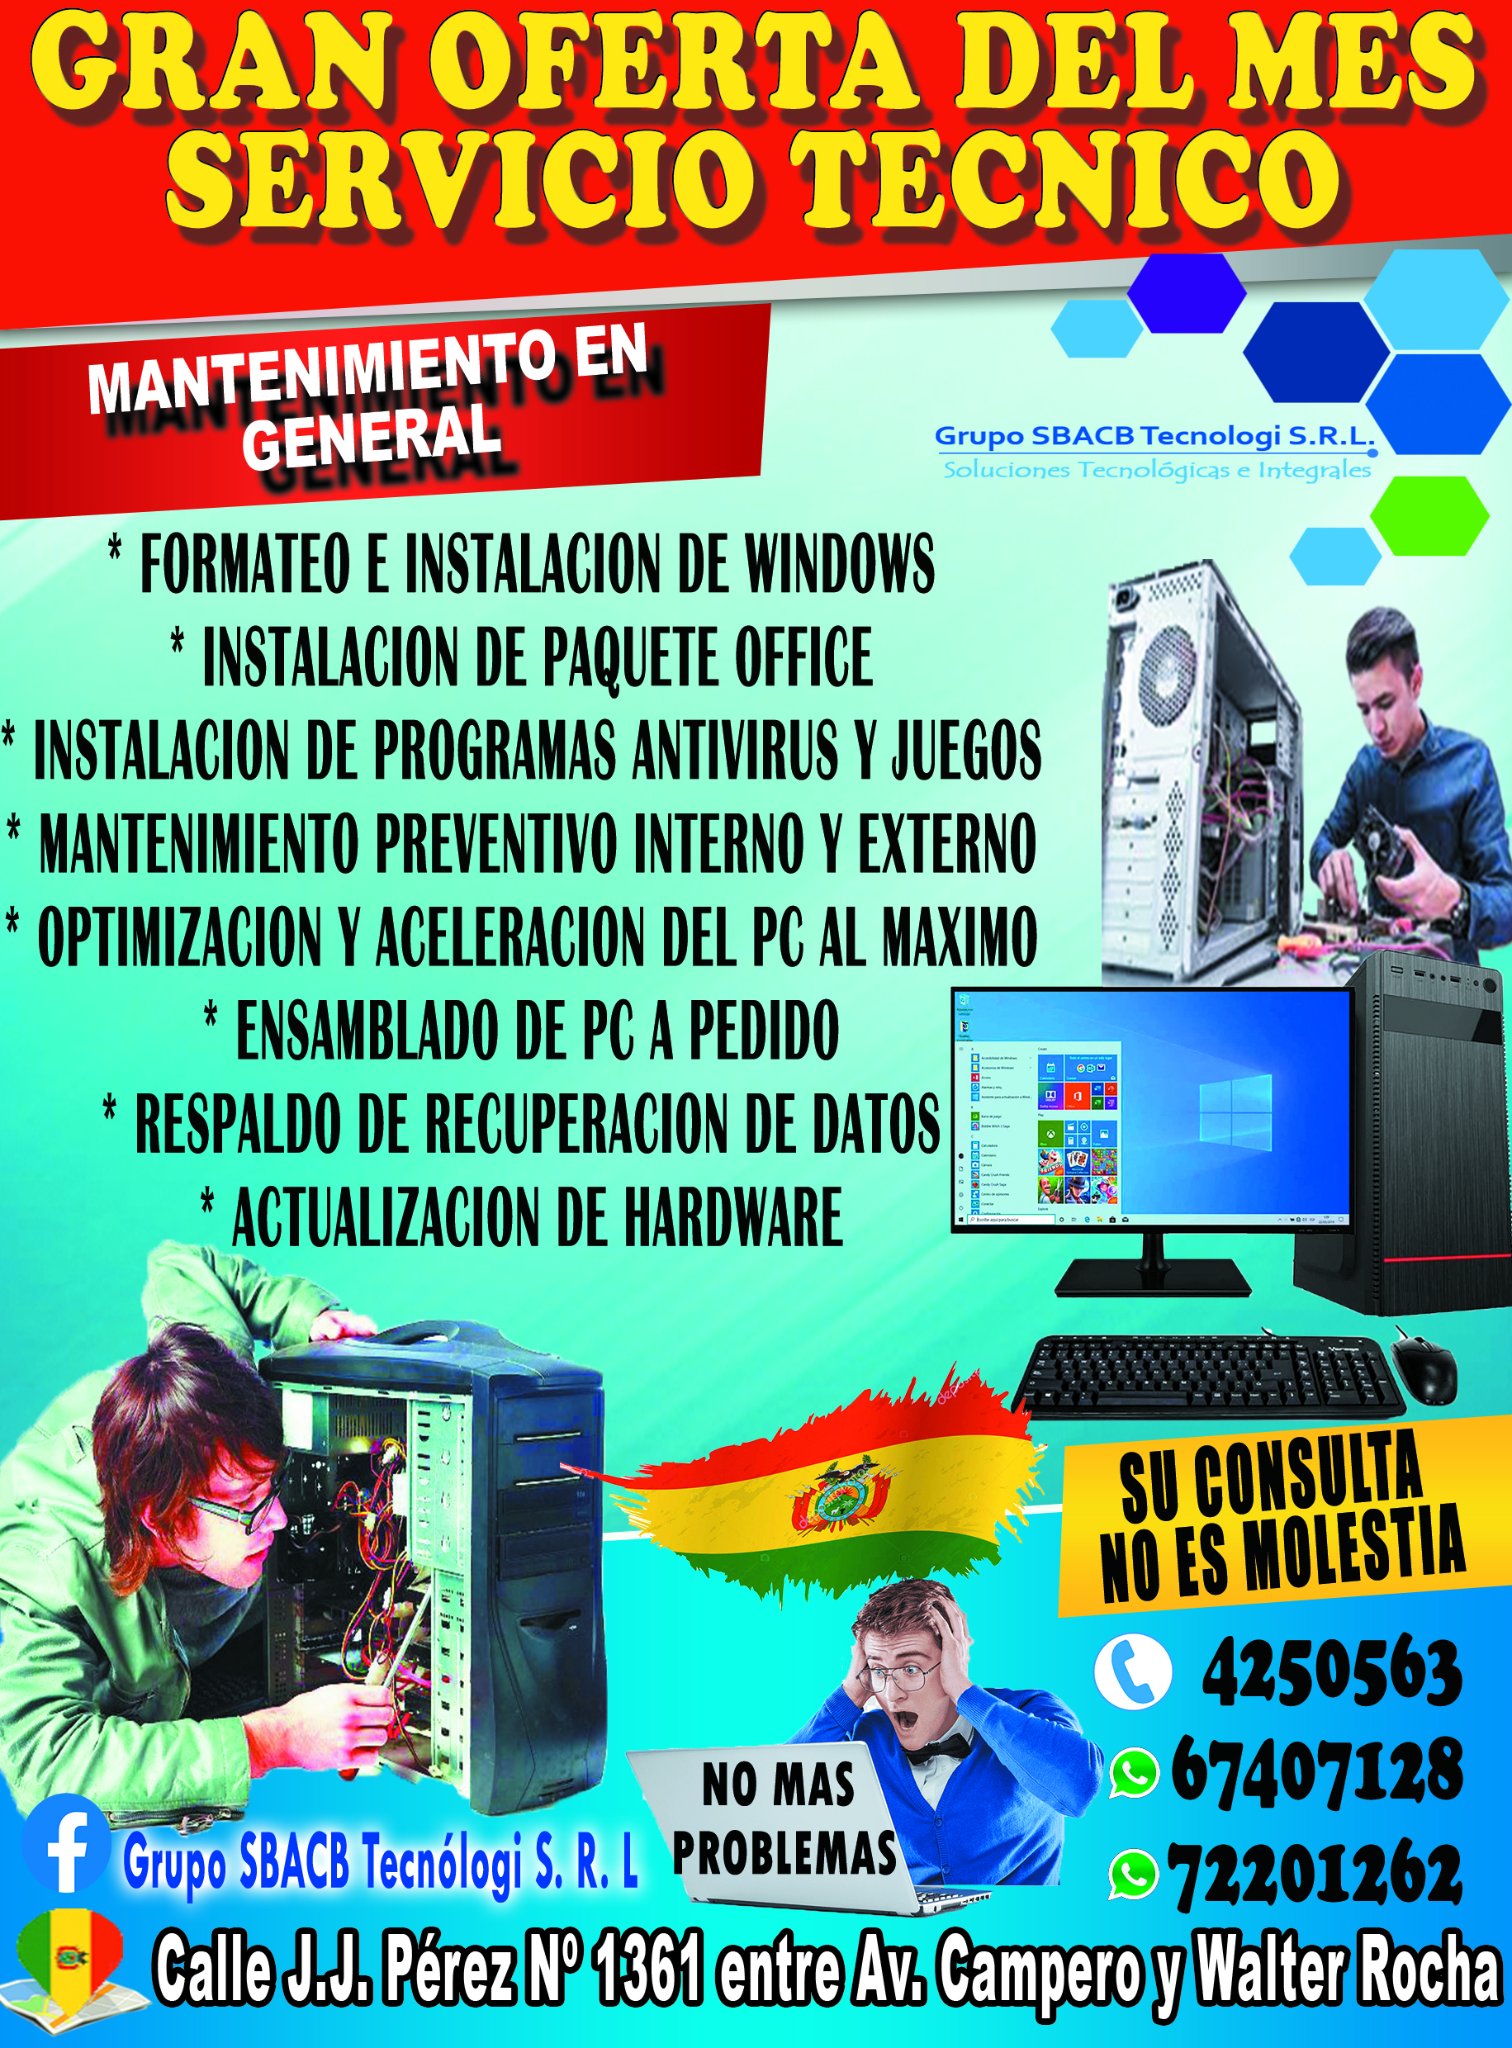 GRAN OFERTA DEL MES
SERVICIO TECNICO
MANTENIMIENTO EN
GENERAL
Grupo SBACB Tecnologi S.R.L.
Soluciones Tecnológicas e Integrales
* FORMATEO E INSTALACION DE WINDOWS
* INSTALACION DE PAQUETE OFFICE
* INSTALACION DE PROGRAMAS ANTIVIRUS Y JUEGOS
* MANTENIMIENTO PREVENTIVO INTERNO Y EXTERNO
* OPTIMIZACION Y ACELERACION DEL PC AL MAXIMO
* ENSAMBLADO DE PC A PEDIDO
* RESPALDO DE RECUPERACION DE DATOS
* ACTUALIZACION DE HARDWARE
SU CONSULTA
NO ES MOLESTIA
4250563
67407128
72201262
NO MAS
PROBLEMAS
Grupo SBACB Tecnólogi S. R. L
Calle J.J. Pérez Nº 1361 entre Av. Campero y Walter Rocha